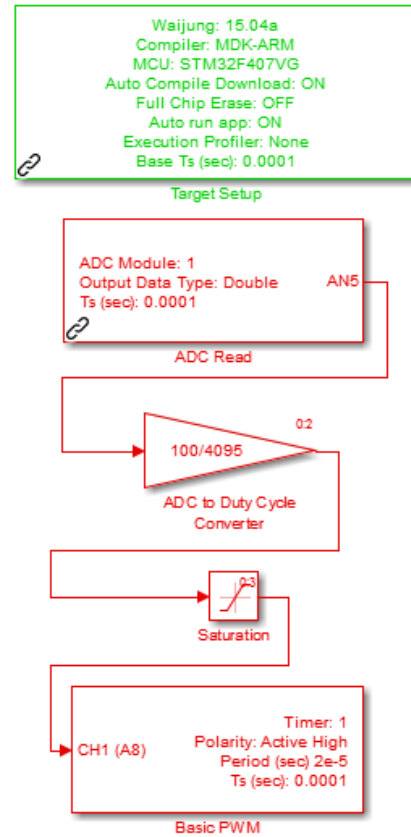 Waijung: 15.04a
Compiler: MDK-ARM
MCU: STM32F407VG
Auto Compile Download: ON
Full Chip Erase: OFF
Auto run app: ON
Execution Profiler: None
Base Ts (sec): 0.0001
Target Setup
ADC Module: 1
Output Data Type: Double
Ts (sec): 0.0001
AN5
ADC Read
0:2
100/4095
ADC to Duty Cycle
Converter
0:3
Saturation
CH1 (A8)
Timer: 1
Polarity: Active High
Period (sec) 2e-5
Ts (sec): 0.0001
Basic PWM